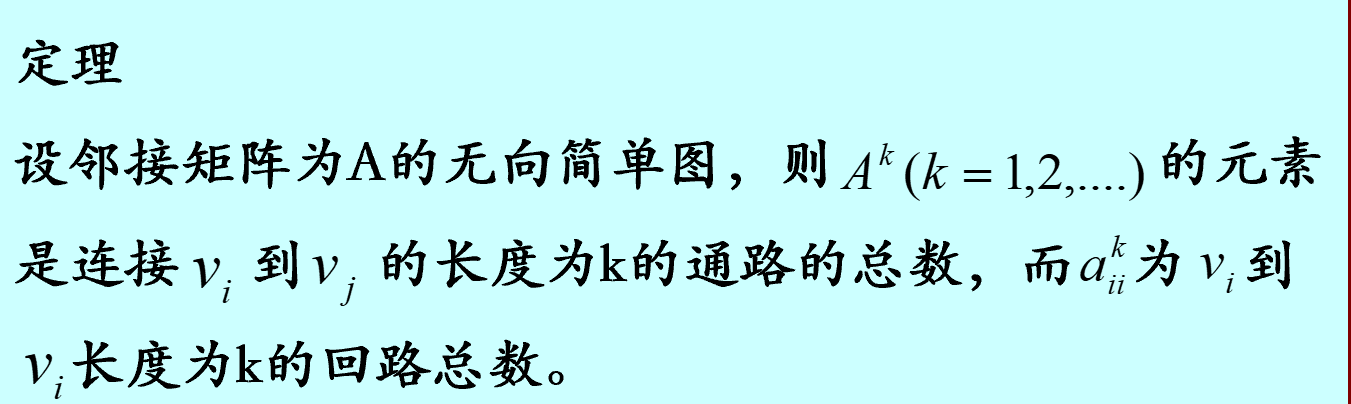 定理
设邻接矩阵为A的无向简单图，则 A^k (k = 1,2,....) 的元素
是连接 v_i 到 v_j 的长度为k的通路的总数，而 a_{ii}^k 为 v_i 到
v_i 长度为k的回路总数。